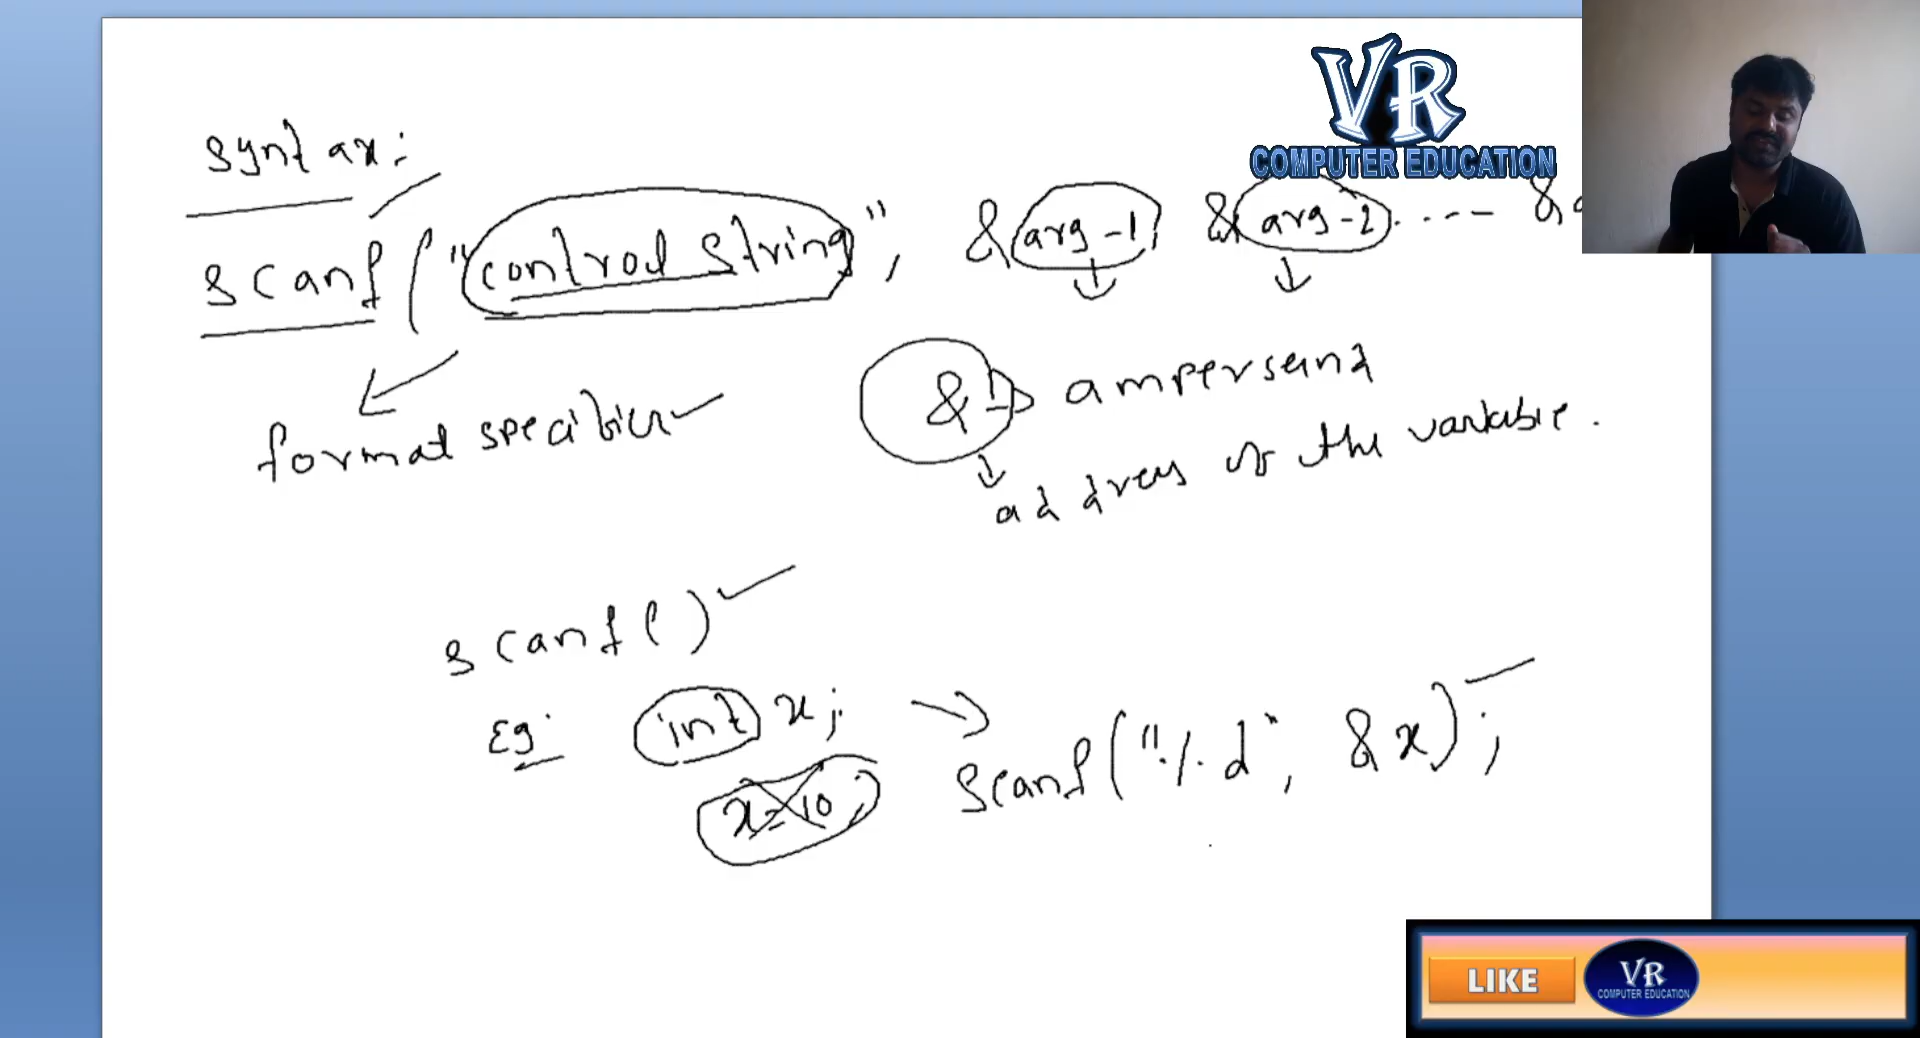 VR
COMPUTER EDUCATION
Syntax:
scanf("control string", &arg-1, &arg-2 .... &
format specifier
& → ampersand
address of the variable.
scanf()
Eg: int x; → scanf("%d", &x);
x=10;
LIKE VR
COMPUTER EDUCATION